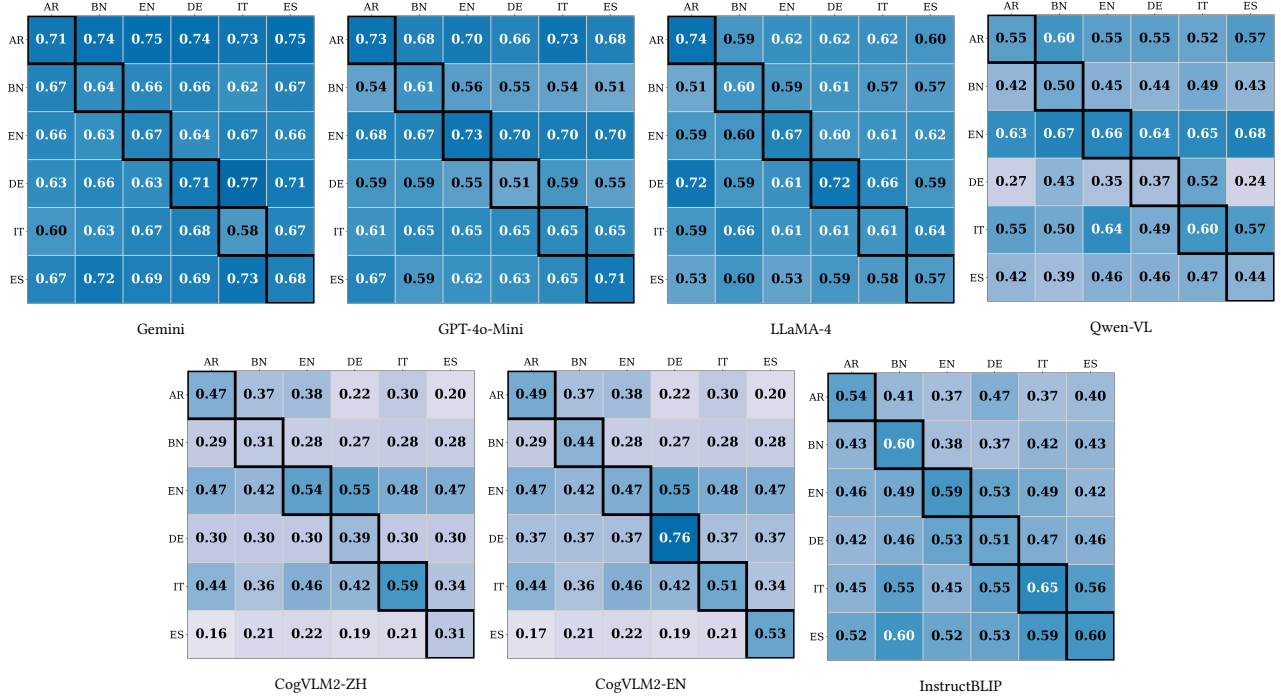 AR BN EN DE IT ES
AR 0.71 0.74 0.75 0.74 0.73 0.75
BN 0.67 0.64 0.66 0.66 0.62 0.67
EN 0.66 0.63 0.67 0.64 0.67 0.66
DE 0.63 0.66 0.63 0.71 0.77 0.71
IT 0.60 0.63 0.67 0.68 0.58 0.67
ES 0.67 0.72 0.69 0.69 0.73 0.68
Gemini
AR BN EN DE IT ES
AR 0.73 0.68 0.70 0.66 0.73 0.68
BN 0.54 0.61 0.56 0.55 0.54 0.51
EN 0.68 0.67 0.73 0.70 0.70 0.70
DE 0.59 0.59 0.55 0.51 0.59 0.55
IT 0.61 0.65 0.65 0.65 0.65 0.65
ES 0.67 0.59 0.62 0.63 0.65 0.71
GPT-4o-Mini
AR BN EN DE IT ES
AR 0.74 0.59 0.62 0.62 0.62 0.60
BN 0.51 0.60 0.59 0.61 0.57 0.57
EN 0.59 0.60 0.67 0.60 0.61 0.62
DE 0.72 0.59 0.61 0.72 0.66 0.59
IT 0.59 0.66 0.61 0.61 0.61 0.64
ES 0.53 0.60 0.53 0.59 0.58 0.57
LLaMA-4
AR BN EN DE IT ES
AR 0.55 0.60 0.55 0.55 0.52 0.57
BN 0.42 0.50 0.45 0.44 0.49 0.43
EN 0.63 0.67 0.66 0.64 0.65 0.68
DE 0.27 0.43 0.35 0.37 0.52 0.24
IT 0.55 0.50 0.64 0.49 0.60 0.57
ES 0.42 0.39 0.46 0.46 0.47 0.44
Qwen-VL
AR BN EN DE IT ES
AR 0.47 0.37 0.38 0.22 0.30 0.20
BN 0.29 0.31 0.28 0.27 0.28 0.28
EN 0.47 0.42 0.54 0.55 0.48 0.47
DE 0.30 0.30 0.30 0.39 0.30 0.30
IT 0.44 0.36 0.46 0.42 0.59 0.34
ES 0.16 0.21 0.22 0.19 0.21 0.31
CogVLM2-ZH
AR BN EN DE IT ES
AR 0.49 0.37 0.38 0.22 0.30 0.20
BN 0.29 0.44 0.28 0.27 0.28 0.28
EN 0.47 0.42 0.47 0.55 0.48 0.47
DE 0.37 0.37 0.37 0.76 0.37 0.37
IT 0.44 0.36 0.46 0.42 0.51 0.34
ES 0.17 0.21 0.22 0.19 0.21 0.53
CogVLM2-EN
AR BN EN DE IT ES
AR 0.54 0.41 0.37 0.47 0.37 0.40
BN 0.43 0.60 0.38 0.37 0.42 0.43
EN 0.46 0.49 0.59 0.53 0.49 0.42
DE 0.42 0.46 0.53 0.51 0.47 0.46
IT 0.45 0.55 0.45 0.55 0.65 0.56
ES 0.52 0.60 0.52 0.53 0.59 0.60
InstructBLIP